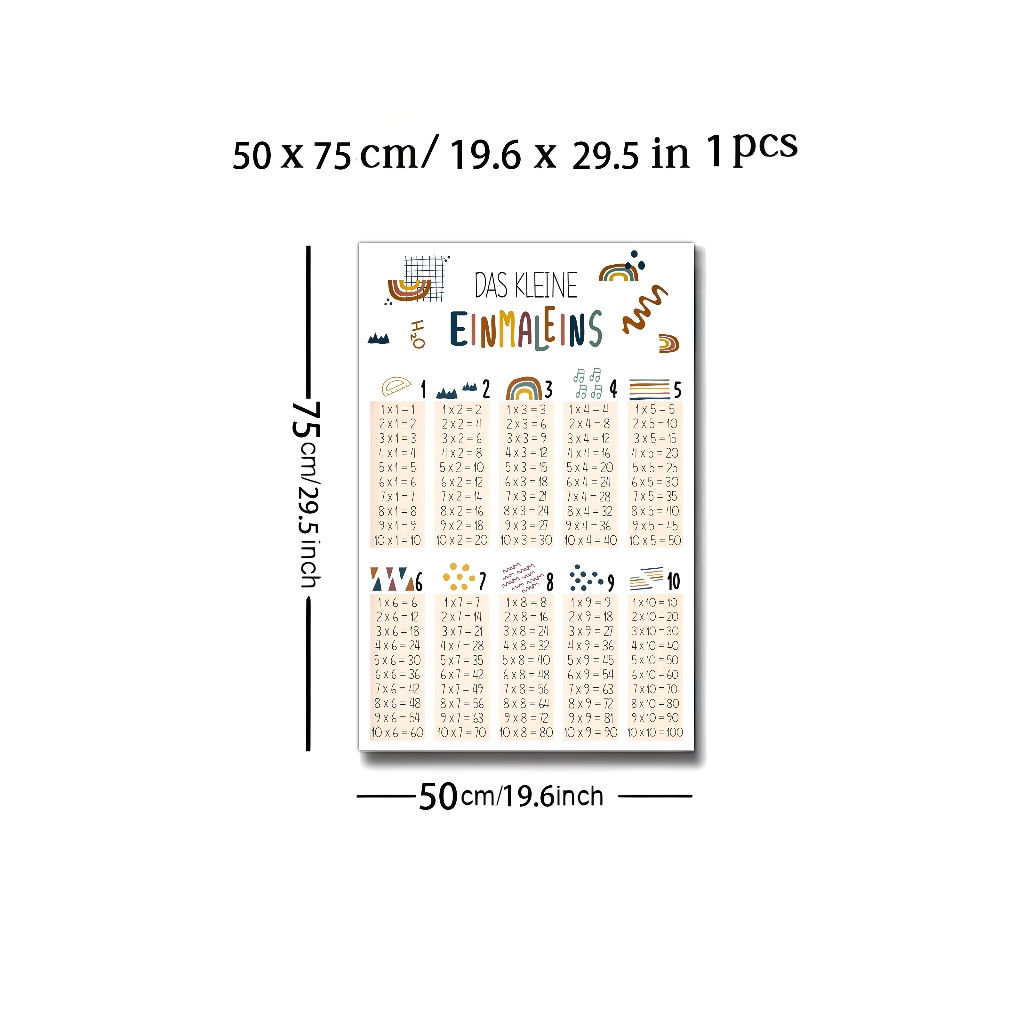 50 x 75 cm/ 19.6 x 29.5 in 1 pcs
75cm/29.5 inch
DAS KLEINE
EINMALEINS
H₂O
1
1 x 1 = 1
2 x 1 = 2
3 x 1 = 3
4 x 1 = 4
5 x 1 = 5
6 x 1 = 6
7 x 1 = 7
8 x 1 = 8
9 x 1 = 9
10 x 1 = 10
2
1 x 2 = 2
2 x 2 = 4
3 x 2 = 6
4 x 2 = 8
5 x 2 = 10
6 x 2 = 12
7 x 2 = 14
8 x 2 = 16
9 x 2 = 18
10 x 2 = 20
3
1 x 3 = 3
2 x 3 = 6
3 x 3 = 9
4 x 3 = 12
5 x 3 = 15
6 x 3 = 18
7 x 3 = 21
8 x 3 = 24
9 x 3 = 27
10 x 3 = 30
4
1 x 4 = 4
2 x 4 = 8
3 x 4 = 12
4 x 4 = 16
5 x 4 = 20
6 x 4 = 24
7 x 4 = 28
8 x 4 = 32
9 x 4 = 36
10 x 4 = 40
5
1 x 5 = 5
2 x 5 = 10
3 x 5 = 15
4 x 5 = 20
5 x 5 = 25
6 x 5 = 30
7 x 5 = 35
8 x 5 = 40
9 x 5 = 45
10 x 5 = 50
6
1 x 6 = 6
2 x 6 = 12
3 x 6 = 18
4 x 6 = 24
5 x 6 = 30
6 x 6 = 36
7 x 6 = 42
8 x 6 = 48
9 x 6 = 54
10 x 6 = 60
7
1 x 7 = 7
2 x 7 = 14
3 x 7 = 21
4 x 7 = 28
5 x 7 = 35
6 x 7 = 42
7 x 7 = 49
8 x 7 = 56
9 x 7 = 63
10 x 7 = 70
8
1 x 8 = 8
2 x 8 = 16
3 x 8 = 24
4 x 8 = 32
5 x 8 = 40
6 x 8 = 48
7 x 8 = 56
8 x 8 = 64
9 x 8 = 72
10 x 8 = 80
9
1 x 9 = 9
2 x 9 = 18
3 x 9 = 27
4 x 9 = 36
5 x 9 = 45
6 x 9 = 54
7 x 9 = 63
8 x 9 = 72
9 x 9 = 81
10 x 9 = 90
10
1 x 10 = 10
2 x 10 = 20
3 x 10 = 30
4 x 10 = 40
5 x 10 = 50
6 x 10 = 60
7 x 10 = 70
8 x 10 = 80
9 x 10 = 90
10 x 10 = 100
50cm/19.6inch